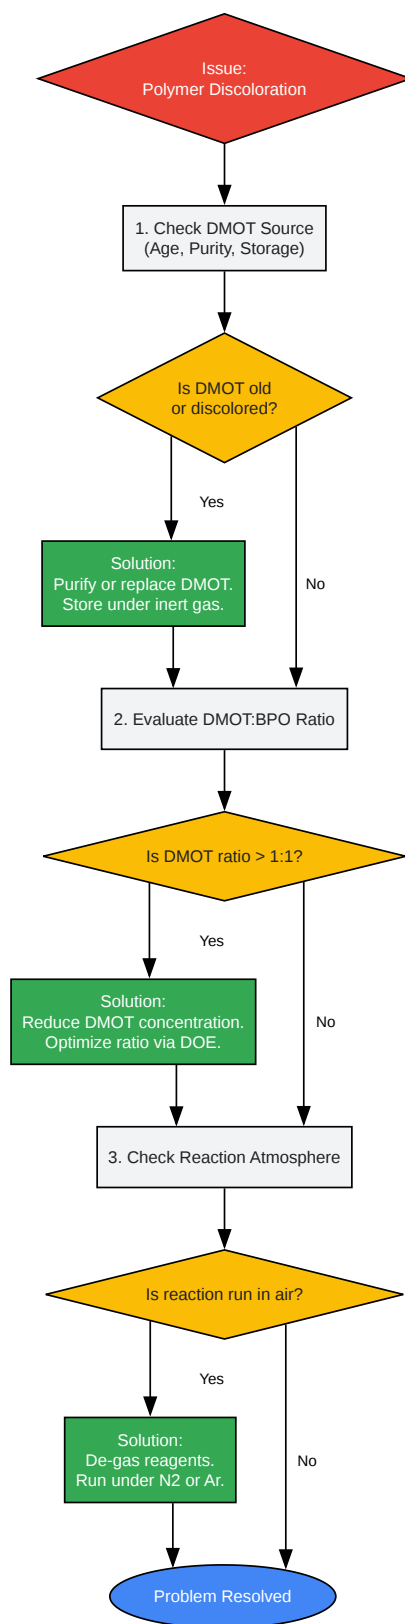 Issue:
Polymer Discoloration
1. Check DMOT Source
(Age, Purity, Storage)
Is DMOT old
or discolored?
Yes
Solution:
Purify or replace DMOT.
Store under inert gas.
No
2. Evaluate DMOT:BPO Ratio
Is DMOT ratio > 1:1?
Yes
Solution:
Reduce DMOT concentration.
Optimize ratio via DOE.
No
3. Check Reaction Atmosphere
Is reaction run in air?
Yes
Solution:
De-gas reagents.
Run under N2 or Ar.
No
Problem Resolved